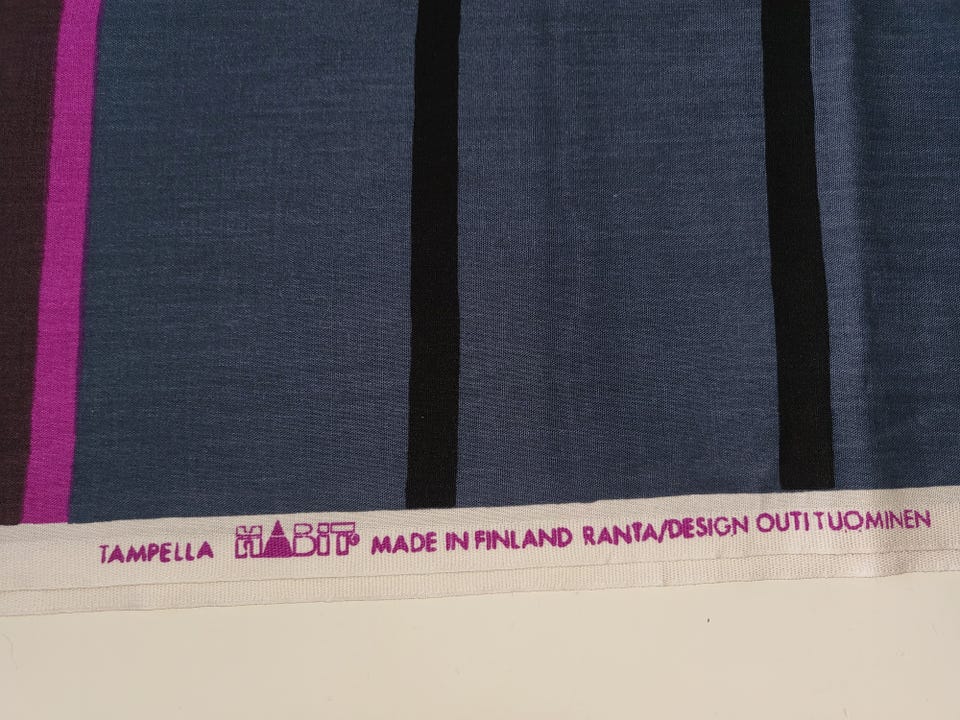 TAMPELLA HABiT® MADE IN FINLAND RANTA/DESIGN OUTI TUOMINEN